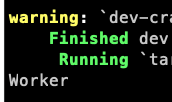 warning: `dev-cra
Finished dev
Running `ta
Worker